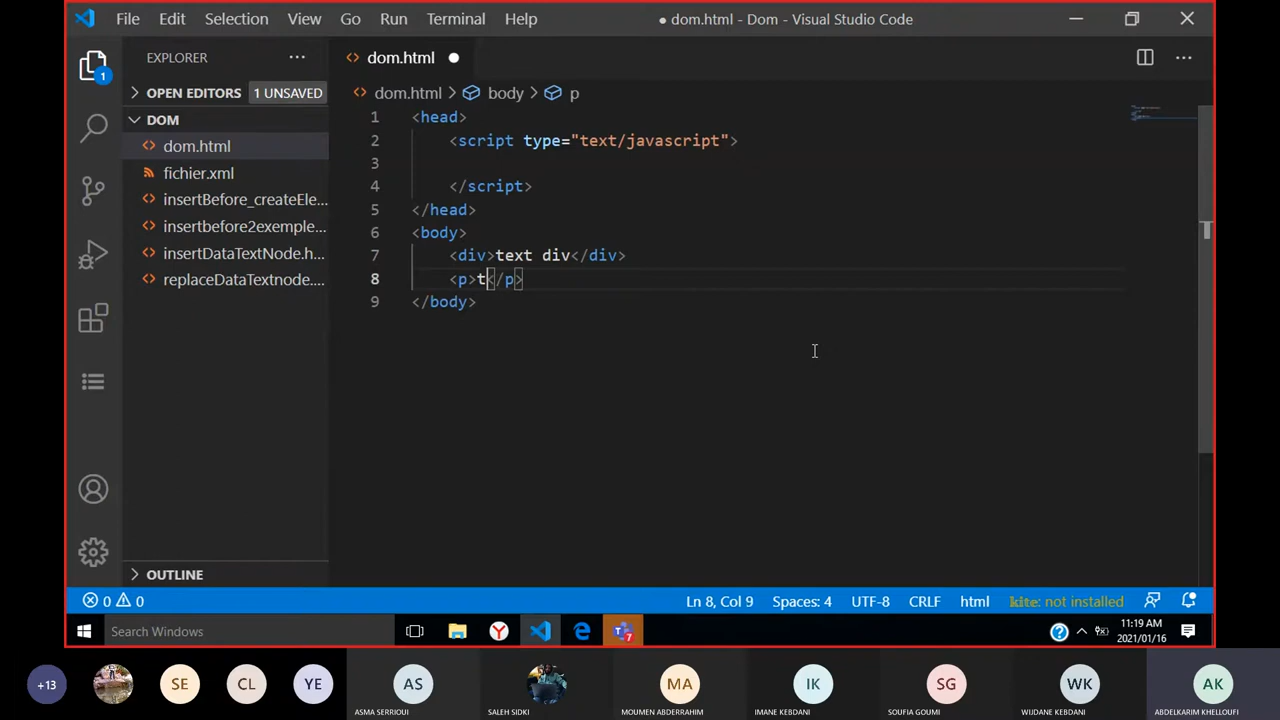 File Edit Selection View Go Run Terminal Help ● dom.html - Dom - Visual Studio Code
EXPLORER ··· dom.html
1
OPEN EDITORS 1 UNSAVED dom.html > body > p
DOM
dom.html
fichier.xml
insertBefore_createEle...
insertbefore2exemple...
insertDataTextNode.h...
replaceDataTextnode....
1 <head>
2 <script type="text/javascript">
3
4 </script>
5 </head>
6 <body>
7 <div>text div</div>
8 <p>t</p>
9 </body>
OUTLINE
0 0 Ln 8, Col 9 Spaces: 4 UTF-8 CRLF html kite: not installed
Search Windows 7 11:19 AM
2021/01/16
+13 SE CL YE AS MA IK SG WK AK
ASMA SERRIOUI SALEH SIDKI MOUMEN ABDERRAHIM IMANE KEBDANI SOUFIA GOUMI WIJDANE KEBDANI ABDELKARIM KHELLOUFI